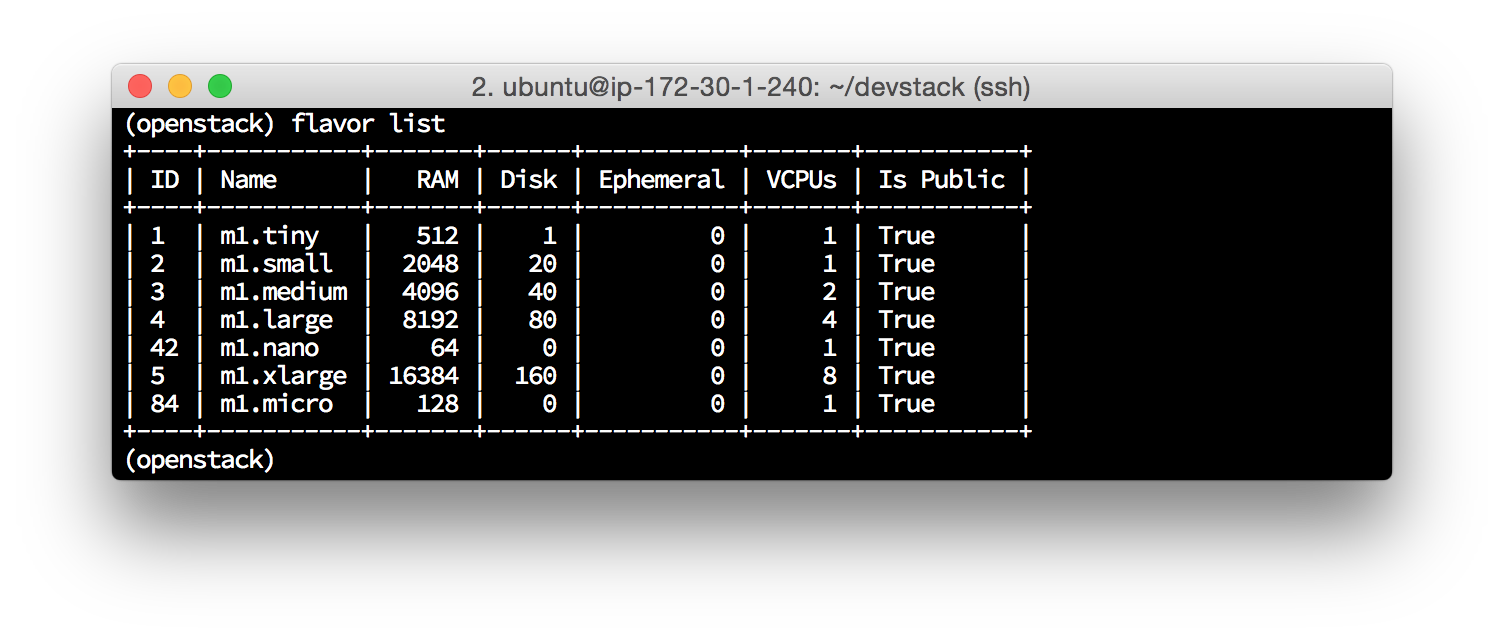 2. ubuntu@ip-172-30-1-240: ~/devstack (ssh)
(openstack) flavor list
+----+-----------+-------+------+-----------+-------+-----------+
| ID | Name      |   RAM | Disk | Ephemeral | VCPUs | Is Public |
+----+-----------+-------+------+-----------+-------+-----------+
| 1  | m1.tiny   |   512 |    1 |         0 |     1 | True      |
| 2  | m1.small  |  2048 |   20 |         0 |     1 | True      |
| 3  | m1.medium |  4096 |   40 |         0 |     2 | True      |
| 4  | m1.large  |  8192 |   80 |         0 |     4 | True      |
| 42 | m1.nano   |    64 |    0 |         0 |     1 | True      |
| 5  | m1.xlarge | 16384 |  160 |         0 |     8 | True      |
| 84 | m1.micro  |   128 |    0 |         0 |     1 | True      |
+----+-----------+-------+------+-----------+-------+-----------+
(openstack)